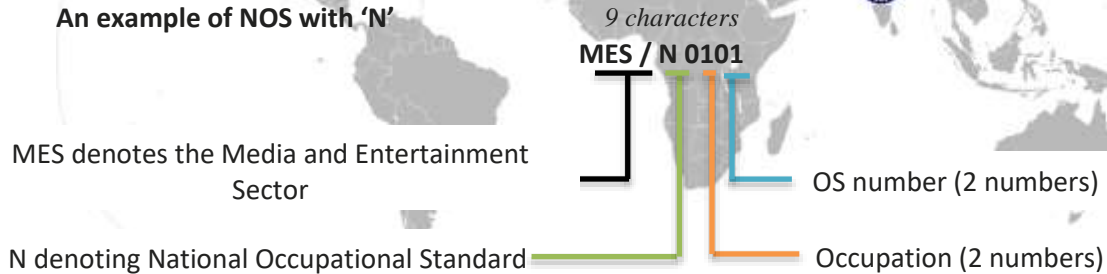 An example of NOS with ‘N’
9 characters
MES / N 0101
MES denotes the Media and Entertainment
Sector
OS number (2 numbers)
N denoting National Occupational Standard
Occupation (2 numbers)